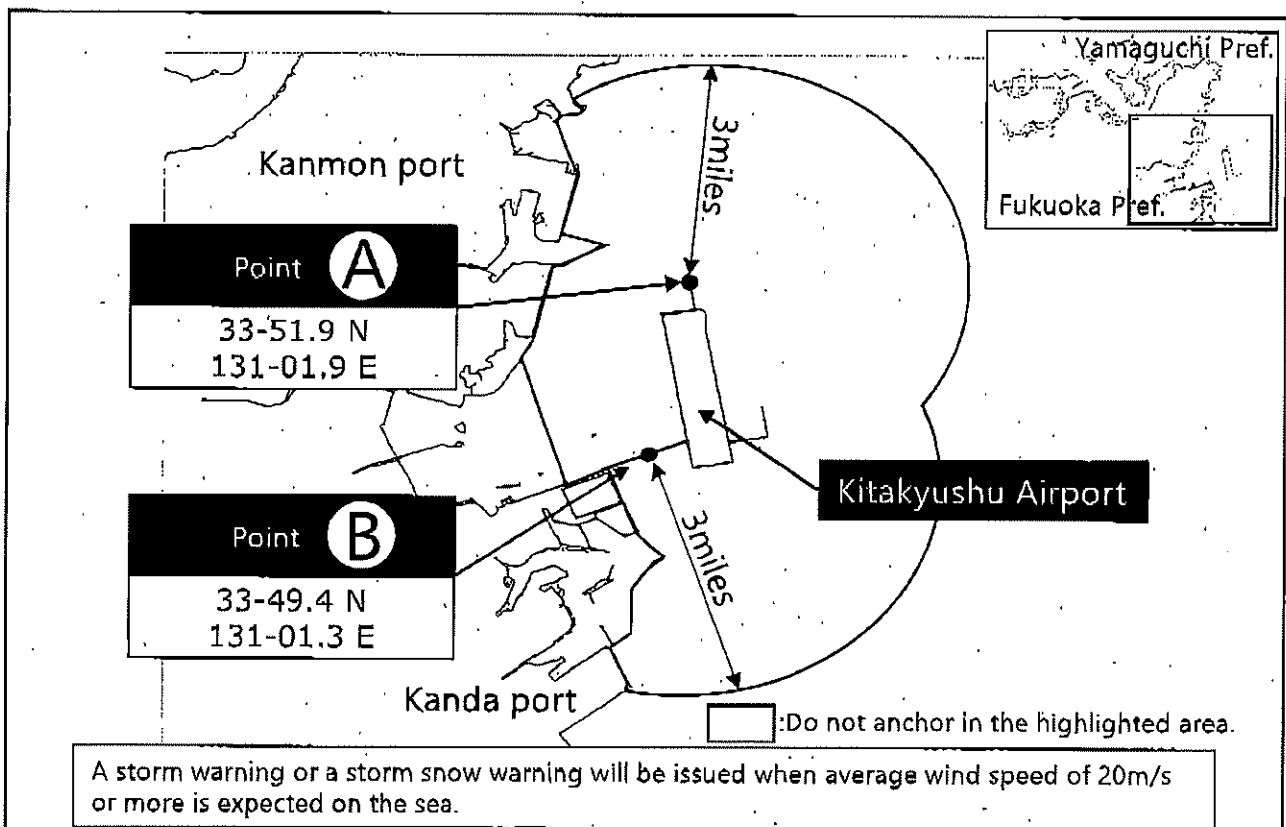 Yamaguchi Pref.
Fukuoka Pref.
3miles
Kanmon port
Point A
33-51.9 N
131-01.9 E
Kitakyushu Airport
Point B
33-49.4 N
131-01.3 E
3miles
Kanda port
:Do not anchor in the highlighted area.
A storm warning or a storm snow warning will be issued when average wind speed of 20m/s
or more is expected on the sea.